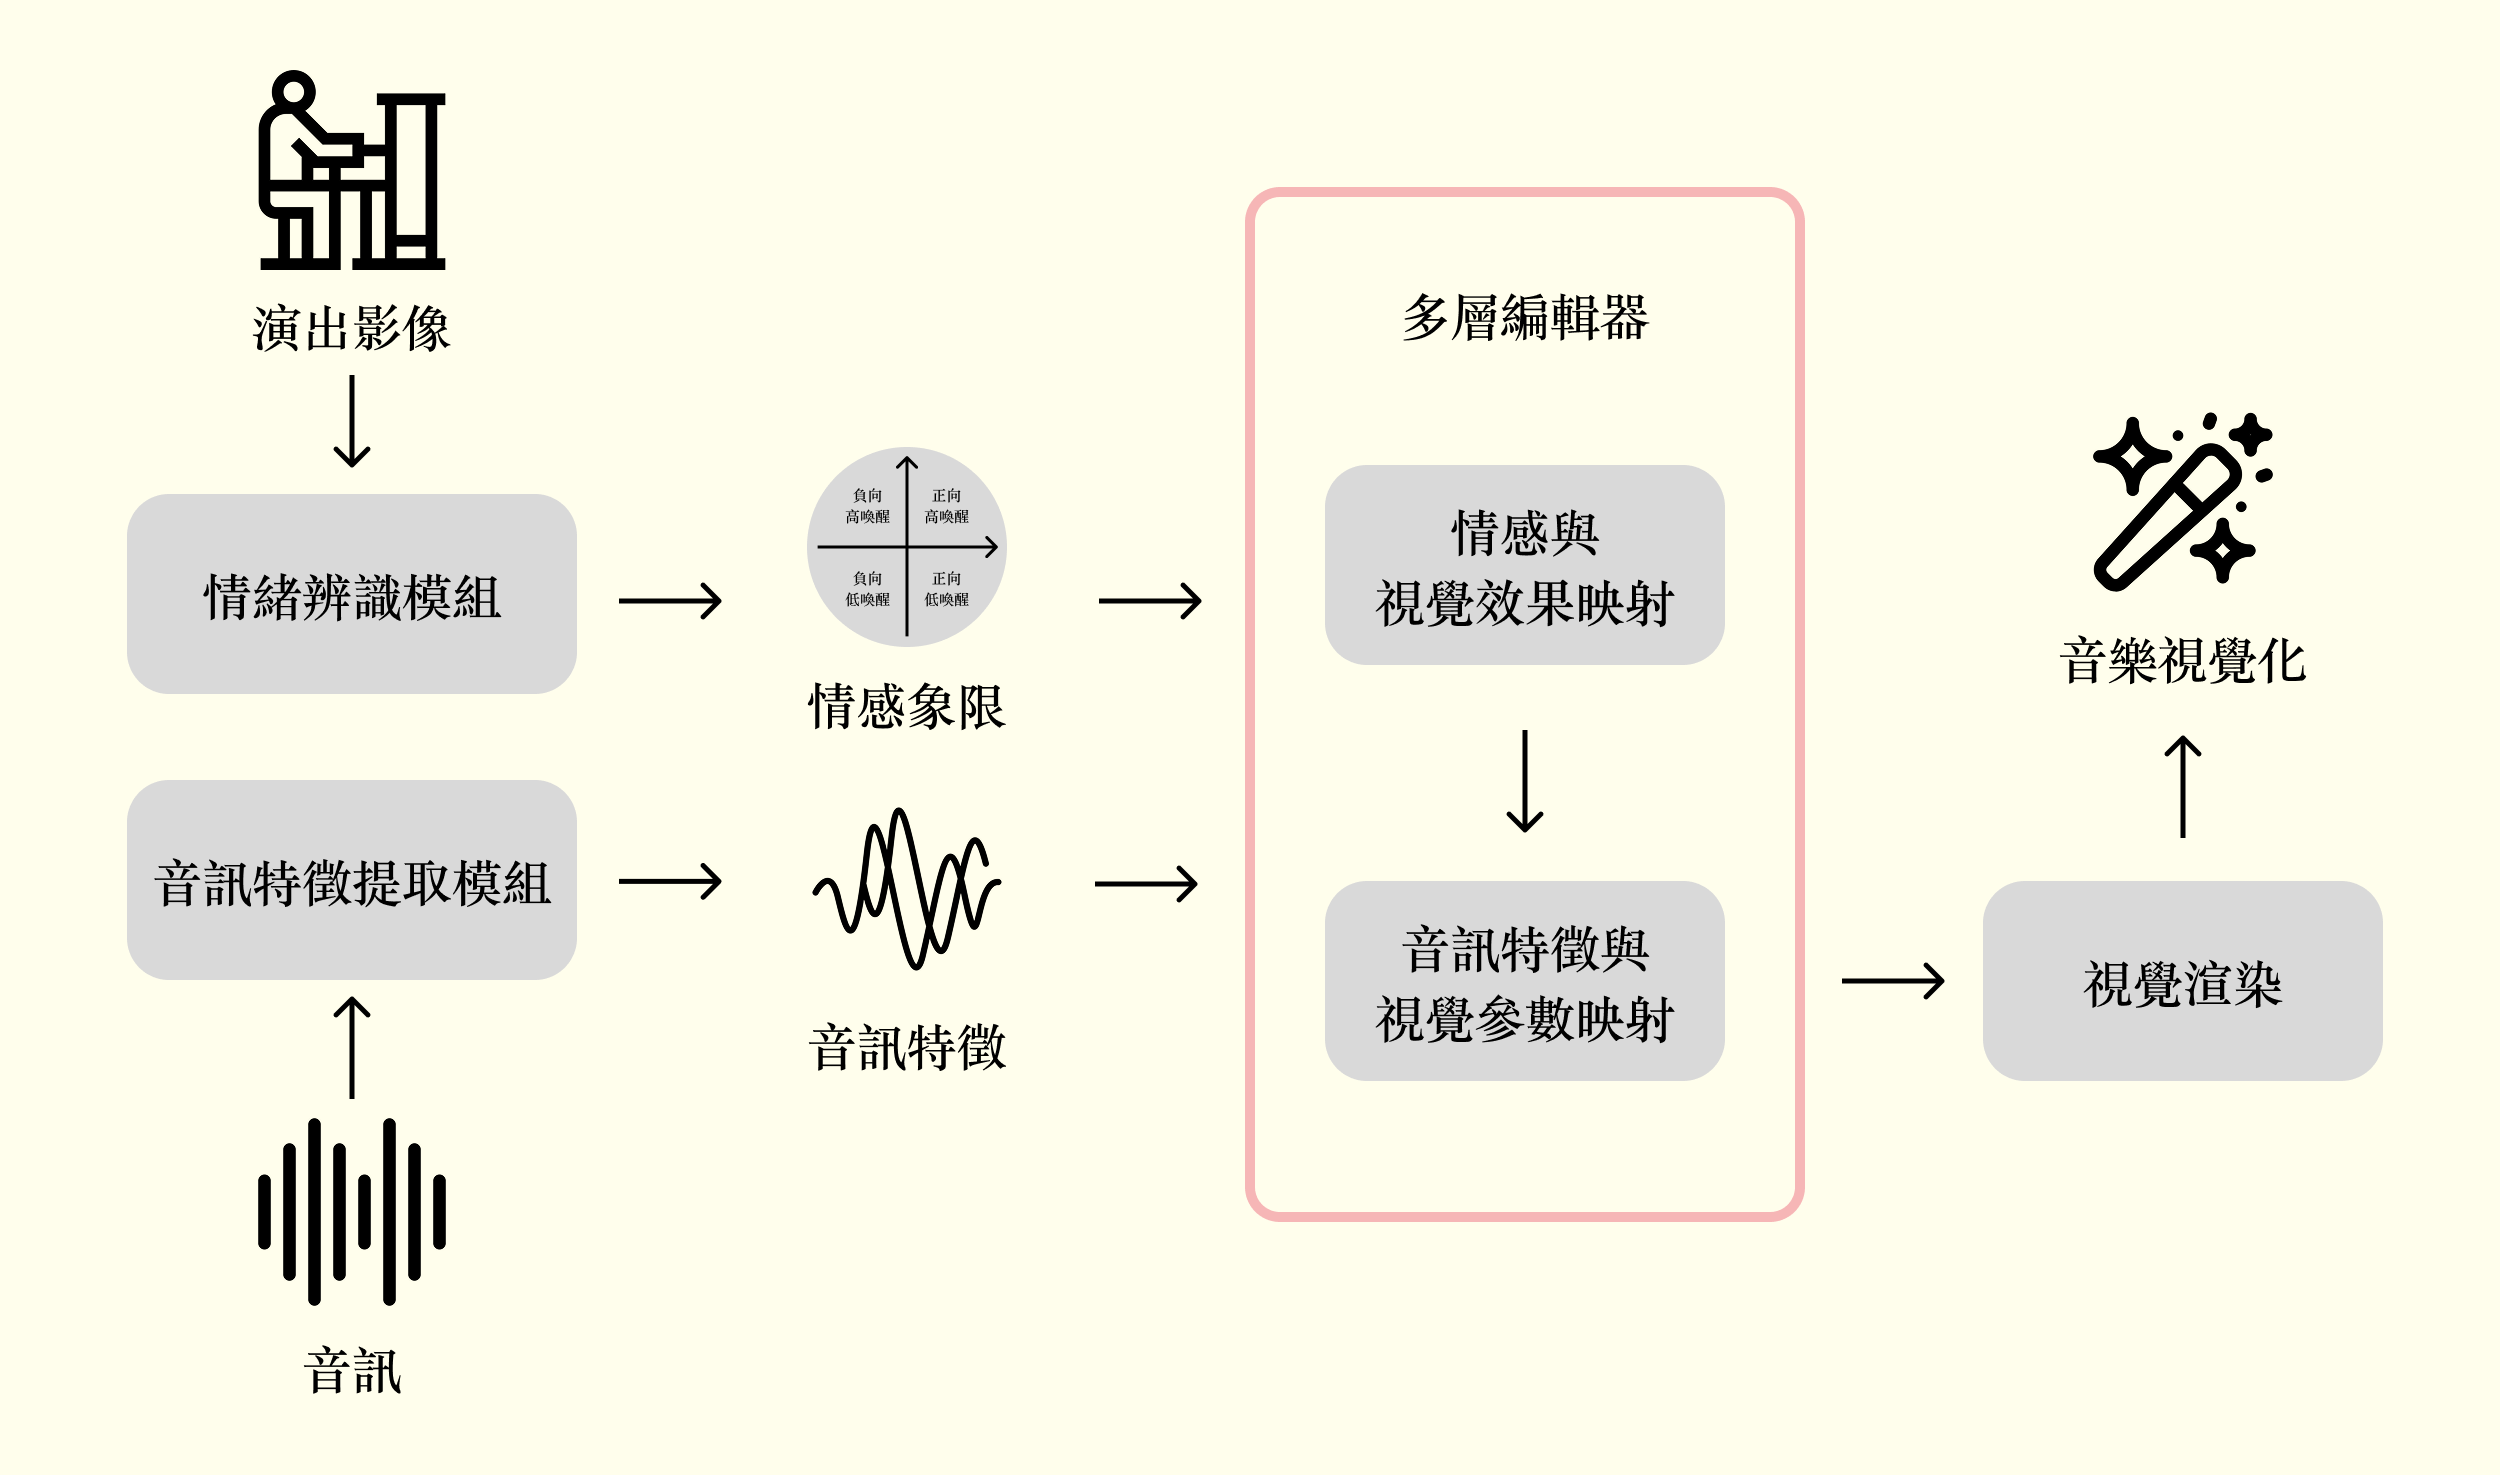 演出影像
情緒辨識模組
音訊特徵提取模組
音訊
負向
高喚醒
正向
高喚醒
負向
低喚醒
正向
低喚醒
情感象限
音訊特徵
多層編輯器
情感與
視覺效果映射
音訊特徵與
視覺參數映射
音樂視覺化
視覺渲染